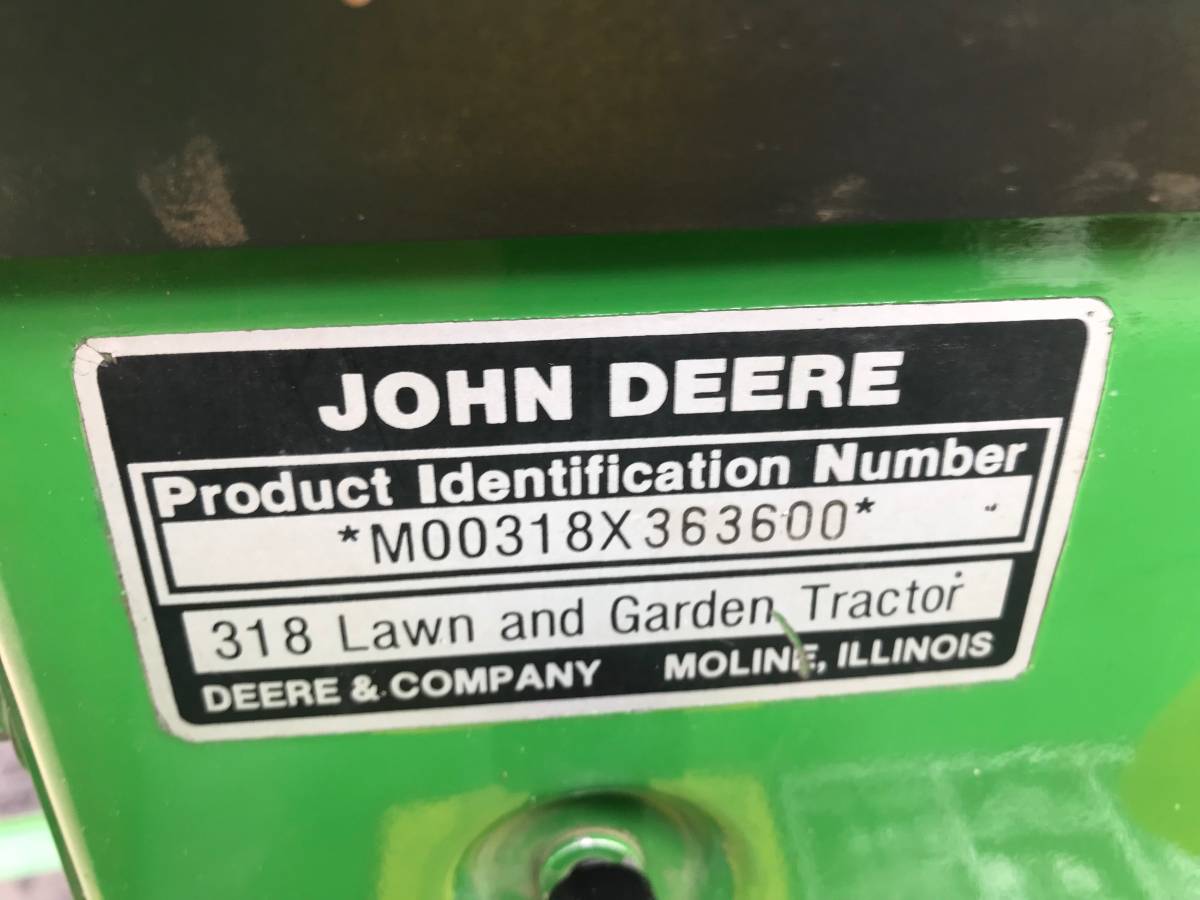 JOHN DEERE
Product Identification Number
*M00318X363600*
318 Lawn and Garden Tractor
DEERE & COMPANY MOLINE, ILLINOIS